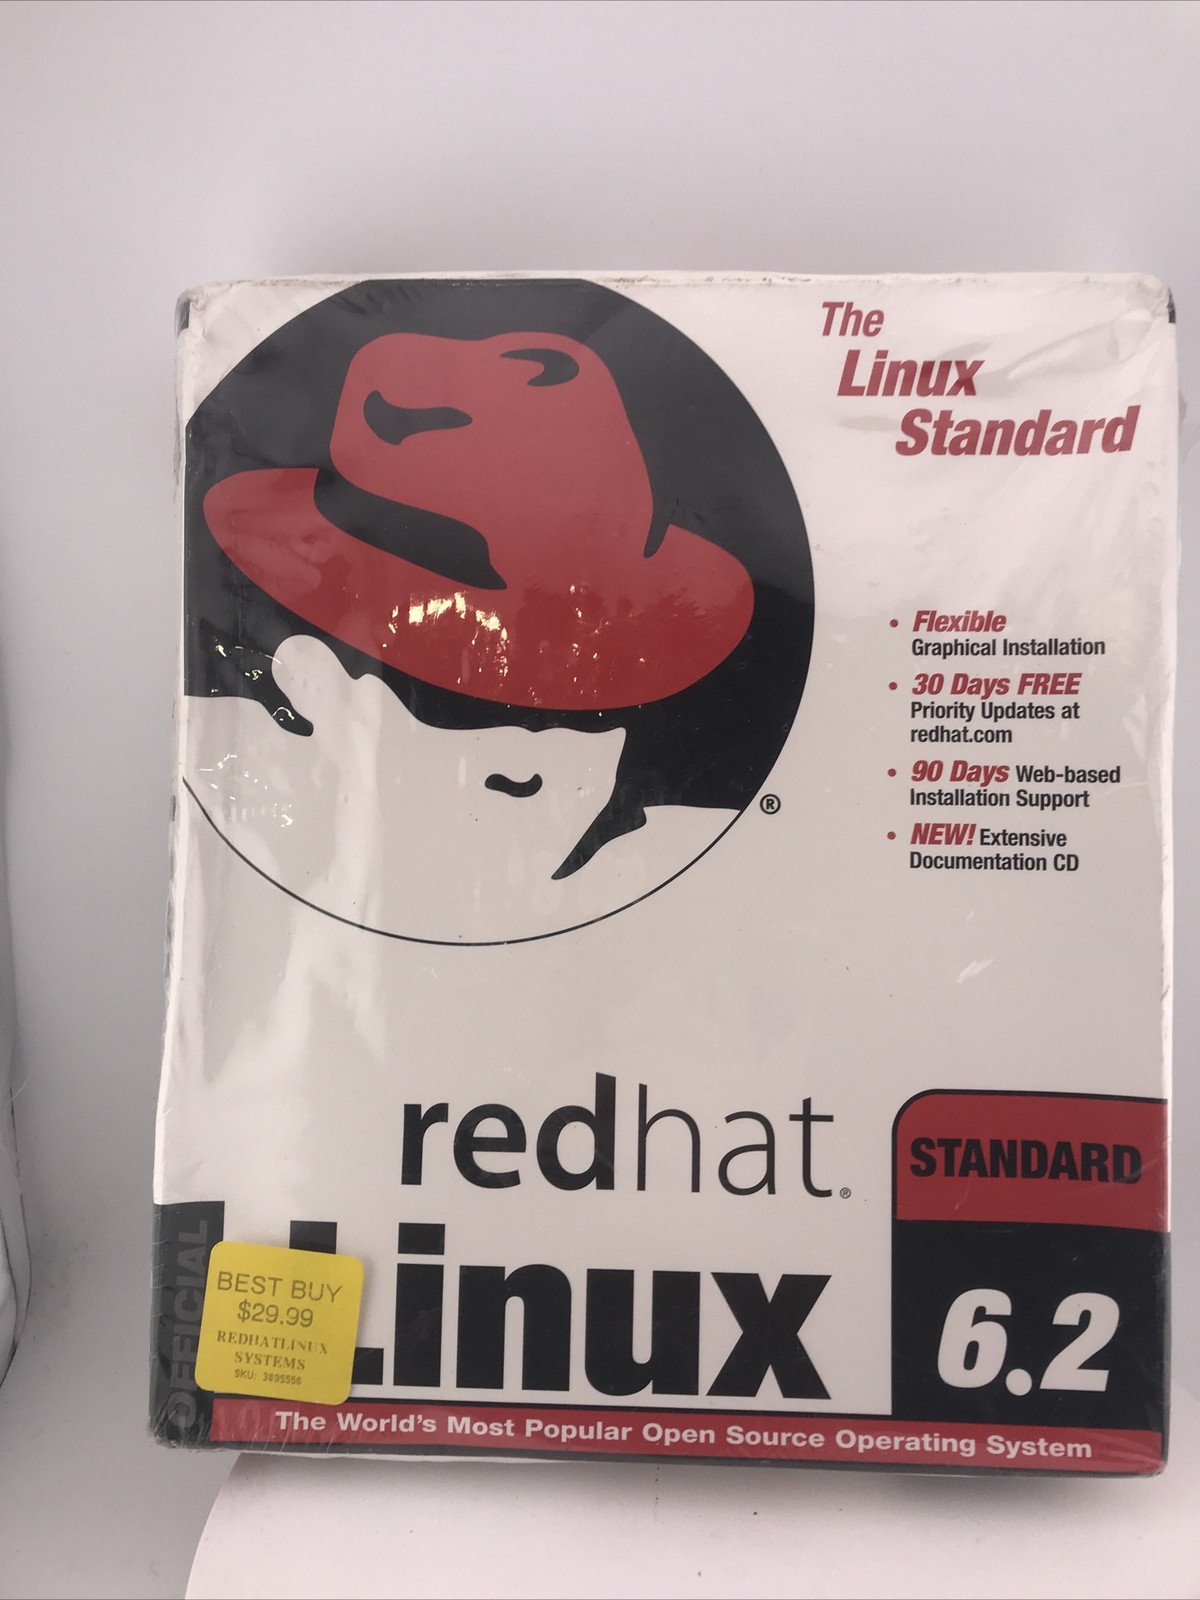 The
Linux
Standard
• Flexible
Graphical Installation
• 30 Days FREE
Priority Updates at
redhat.com
• 90 Days Web-based
Installation Support
• NEW! Extensive
Documentation CD
®
redhat®
Linux
STANDARD
6.2
OFFICIAL
BEST BUY
$29.99
REDHATLINUX
SYSTEMS
SKU: 3895556
The World's Most Popular Open Source Operating System